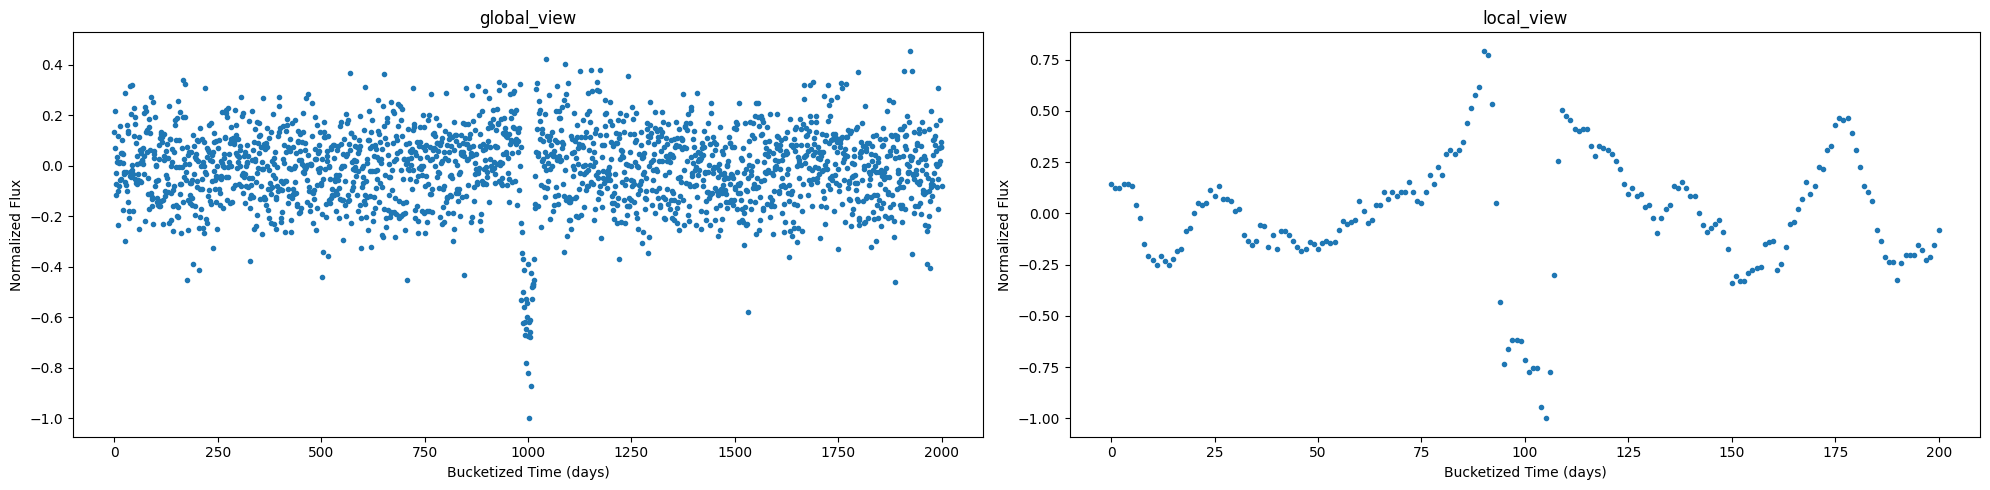 global_view
0.4
0.2
0.0
−0.2
−0.4
−0.6
−0.8
−1.0
Normalized Flux
0 250 500 750 1000 1250 1500 1750 2000
Bucketized Time (days)
local_view
0.75
0.50
0.25
0.00
−0.25
−0.50
−0.75
−1.00
Normalized Flux
0 25 50 75 100 125 150 175 200
Bucketized Time (days)